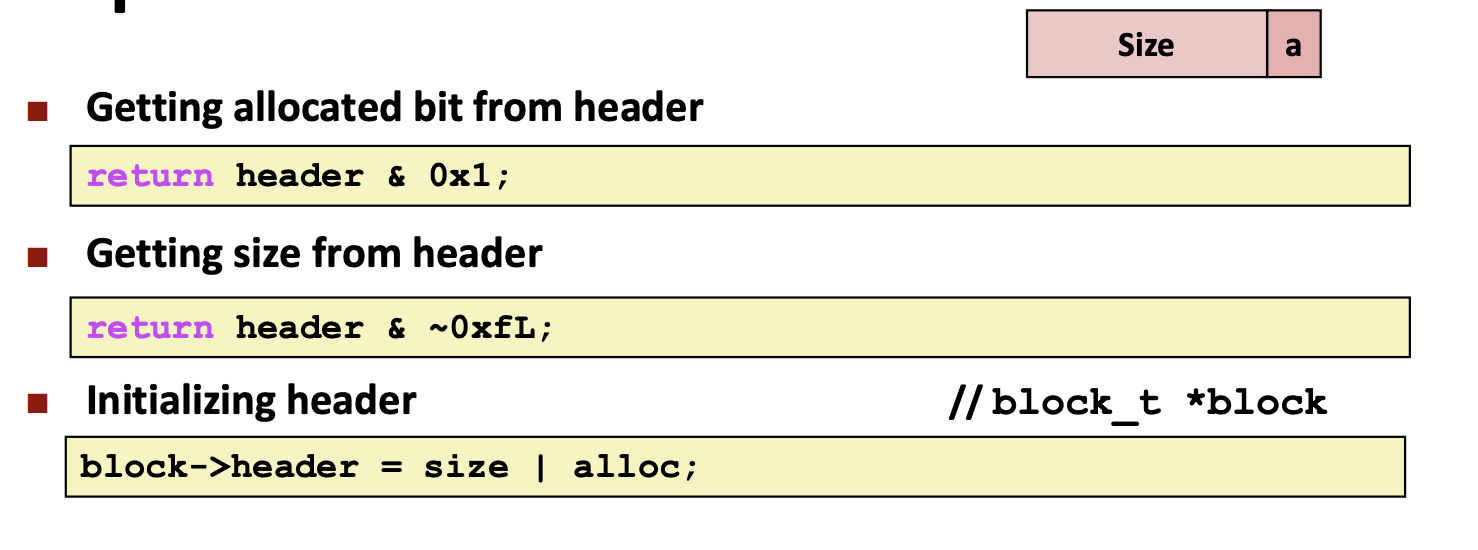 Size a
Getting allocated bit from header
return header & 0x1;
Getting size from header
return header & ~0xfL;
Initializing header // block_t *block
block->header = size | alloc;